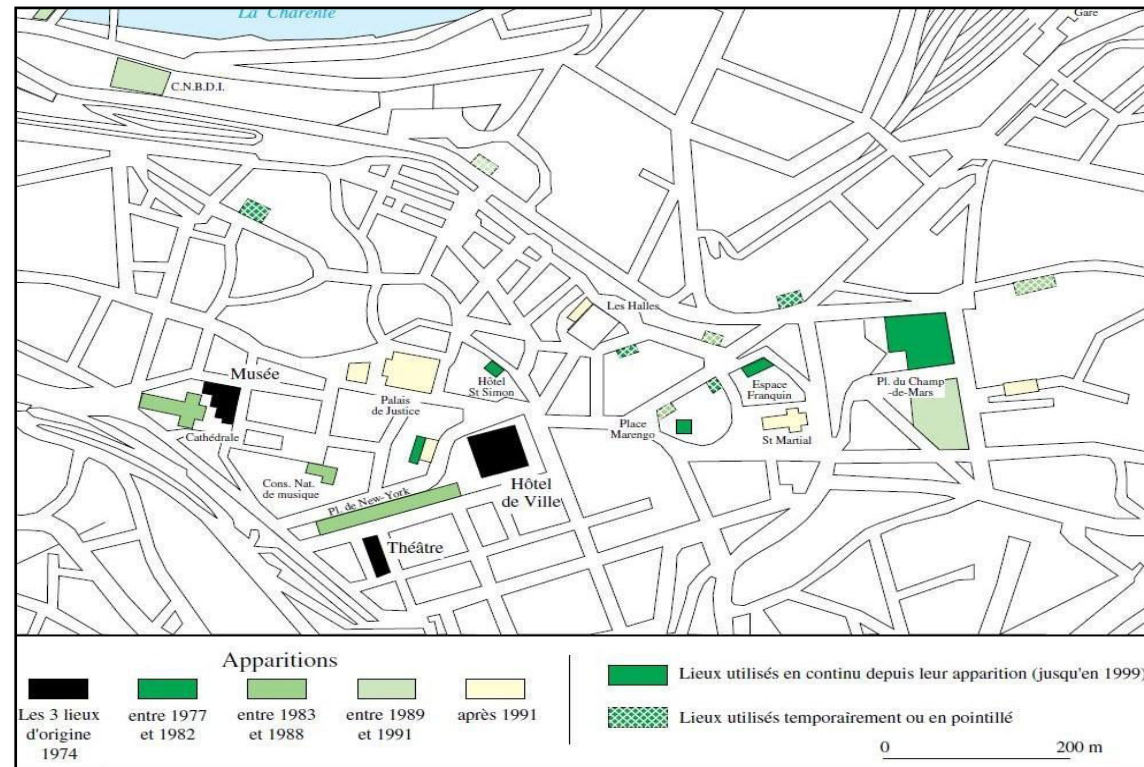 La Charente
Gare
C.N.B.D.I.
Les Halles
Musée
Hôtel
St Simon
Palais
de Justice
Espace
Franquin
Pl. du Champ
-de-Mars
Place
Marengo
St Martial
Cathédrale
Cons. Nat.
de musique
Pl. de New-York
Hôtel
de Ville
Théâtre
Apparitions
Les 3 lieux
d'origine
1974
entre 1977
et 1982
entre 1983
et 1988
entre 1989
et 1991
après 1991
Lieux utilisés en continu depuis leur apparition (jusqu'en 1999)
Lieux utilisés temporairement ou en pointillé
0 200 m